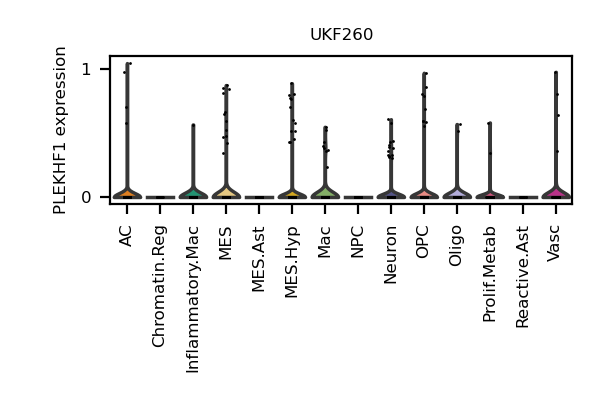 UKF260
PLEKHF1 expression
1
0
AC
Chromatin.Reg
Inflammatory.Mac
MES
MES.Ast
MES.Hyp
Mac
NPC
Neuron
OPC
Oligo
Prolif.Metab
Reactive.Ast
Vasc